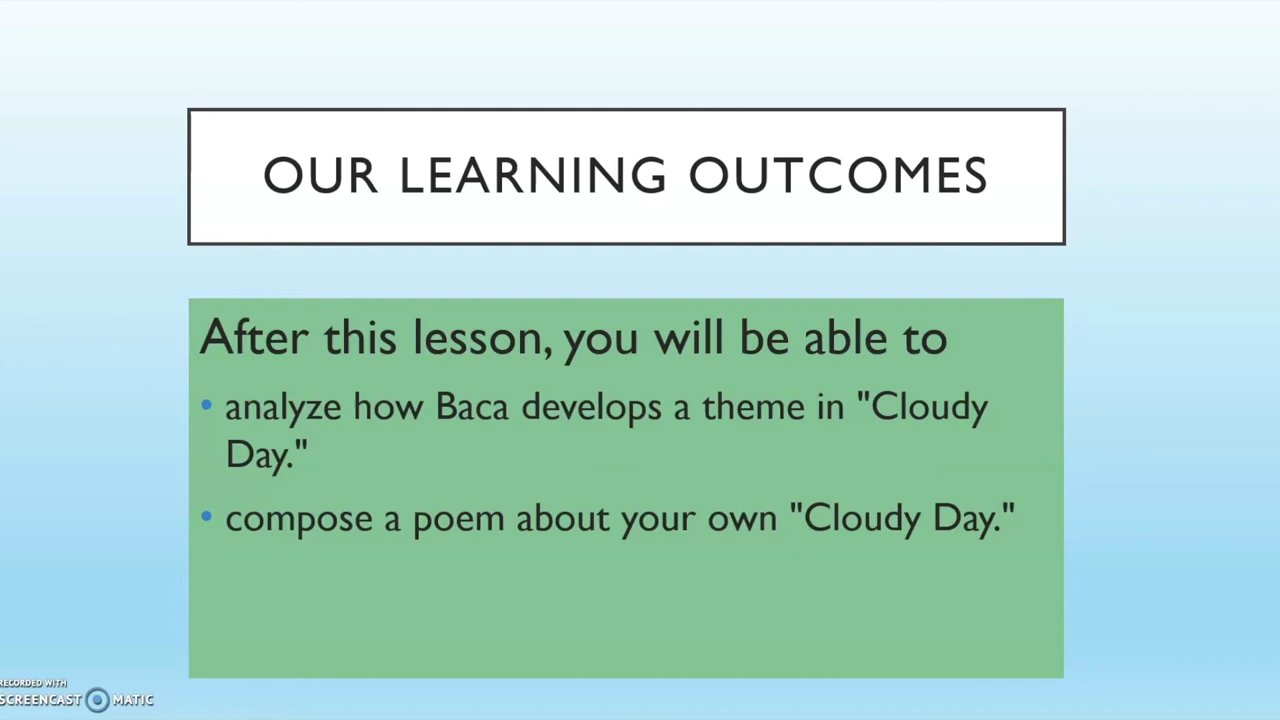 OUR LEARNING OUTCOMES
After this lesson, you will be able to
• analyze how Baca develops a theme in "Cloudy
Day."
• compose a poem about your own "Cloudy Day."
RECORDED WITH
SCREENCAST MATIC